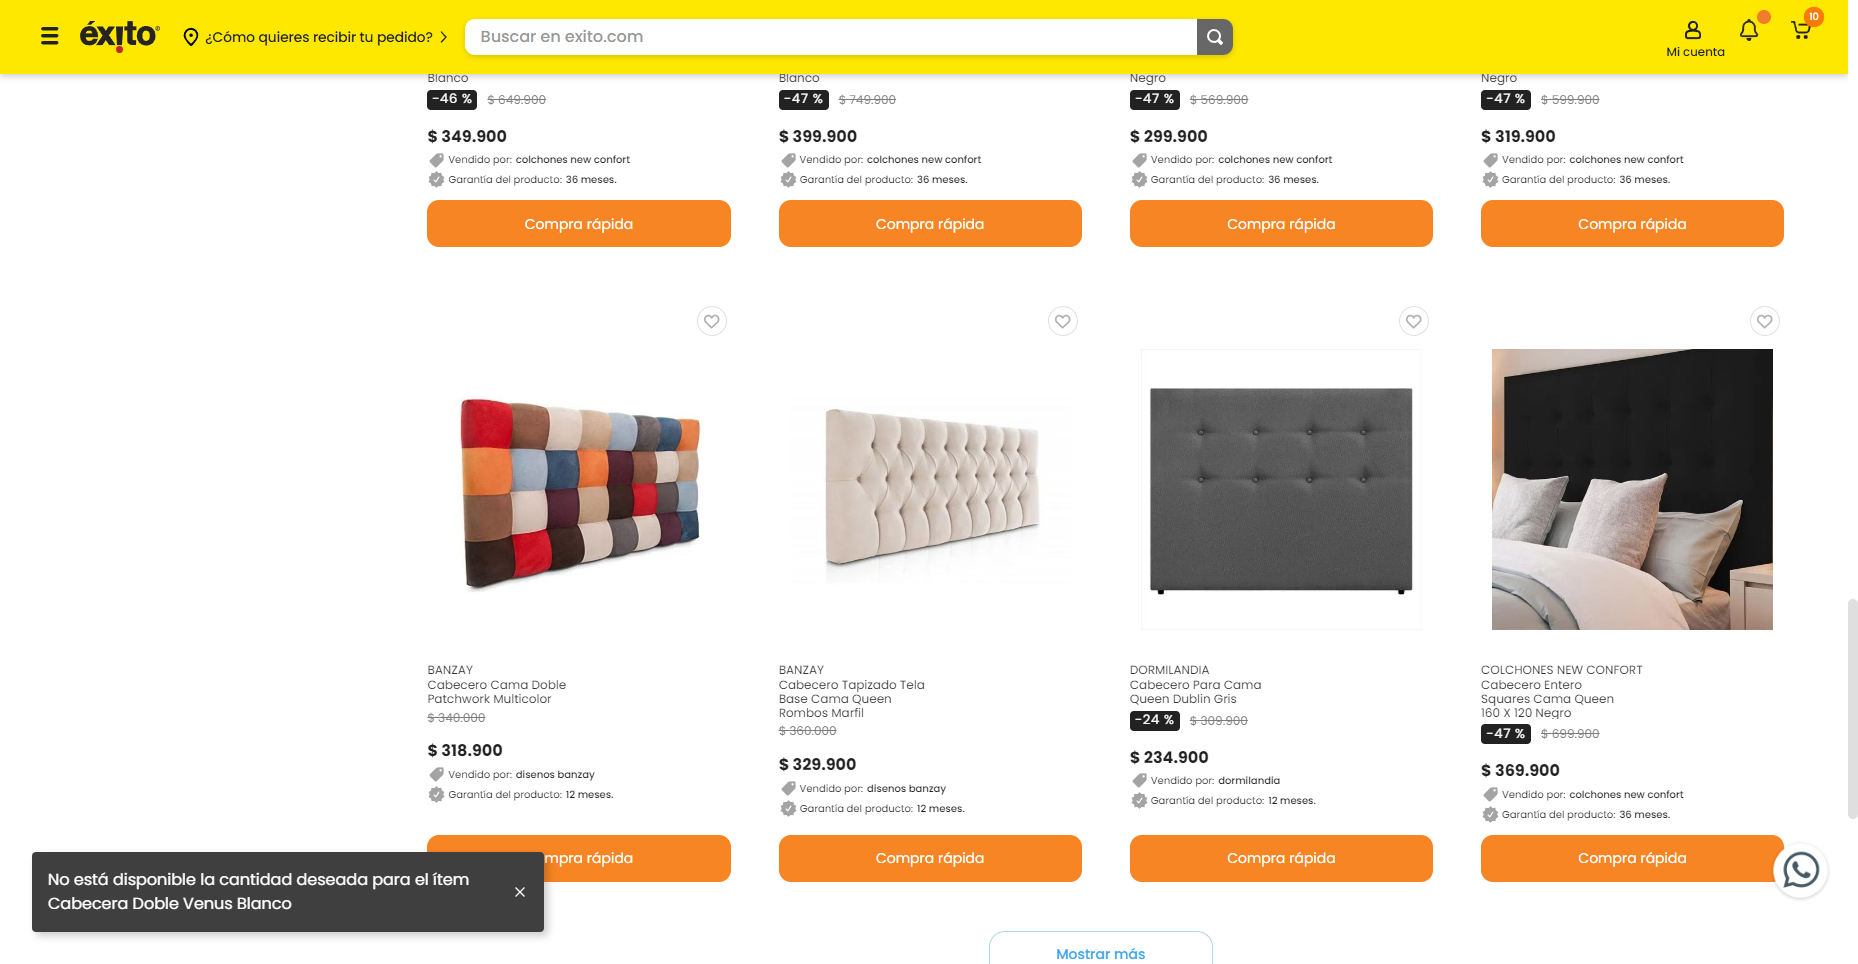 éxito
¿Cómo quieres recibir tu pedido?
Buscar en exito.com
Mi cuenta
10
Blanco
-46 % $ 649.900
$ 349.900
Vendido por: colchones new confort
Garantía del producto: 36 meses.
Compra rápida
Blanco
-47 % $ 749.900
$ 399.900
Vendido por: colchones new confort
Garantía del producto: 36 meses.
Compra rápida
Negro
-47 % $ 569.900
$ 299.900
Vendido por: colchones new confort
Garantía del producto: 36 meses.
Compra rápida
Negro
-47 % $ 599.900
$ 319.900
Vendido por: colchones new confort
Garantía del producto: 36 meses.
Compra rápida
BANZAY
Cabecero Cama Doble
Patchwork Multicolor
$ 340.000
$ 318.900
Vendido por: disenos banzay
Garantía del producto: 12 meses.
mpra rápida
BANZAY
Cabecero Tapizado Tela
Base Cama Queen
Rombos Marfil
$ 360.000
$ 329.900
Vendido por: disenos banzay
Garantía del producto: 12 meses.
Compra rápida
DORMILANDIA
Cabecero Para Cama
Queen Dublin Gris
-24 % $ 309.900
$ 234.900
Vendido por: dormilandia
Garantía del producto: 12 meses.
Compra rápida
COLCHONES NEW CONFORT
Cabecero Entero
Squares Cama Queen
160 X 120 Negro
-47 % $ 699.900
$ 369.900
Vendido por: colchones new confort
Garantía del producto: 36 meses.
Compra rápida
No está disponible la cantidad deseada para el ítem
Cabecera Doble Venus Blanco
Mostrar más